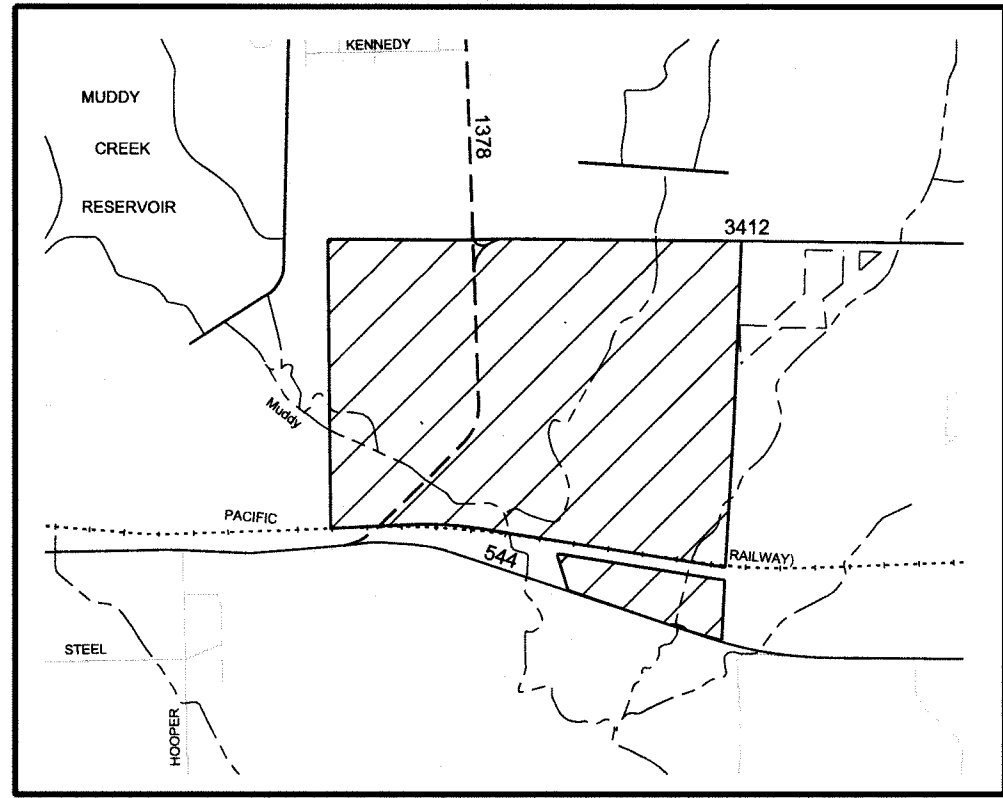 KENNEDY
MUDDY
CREEK
RESERVOIR
1378
3412
Muddy
PACIFIC
544
RAILWAY)
STEEL
HOOPER